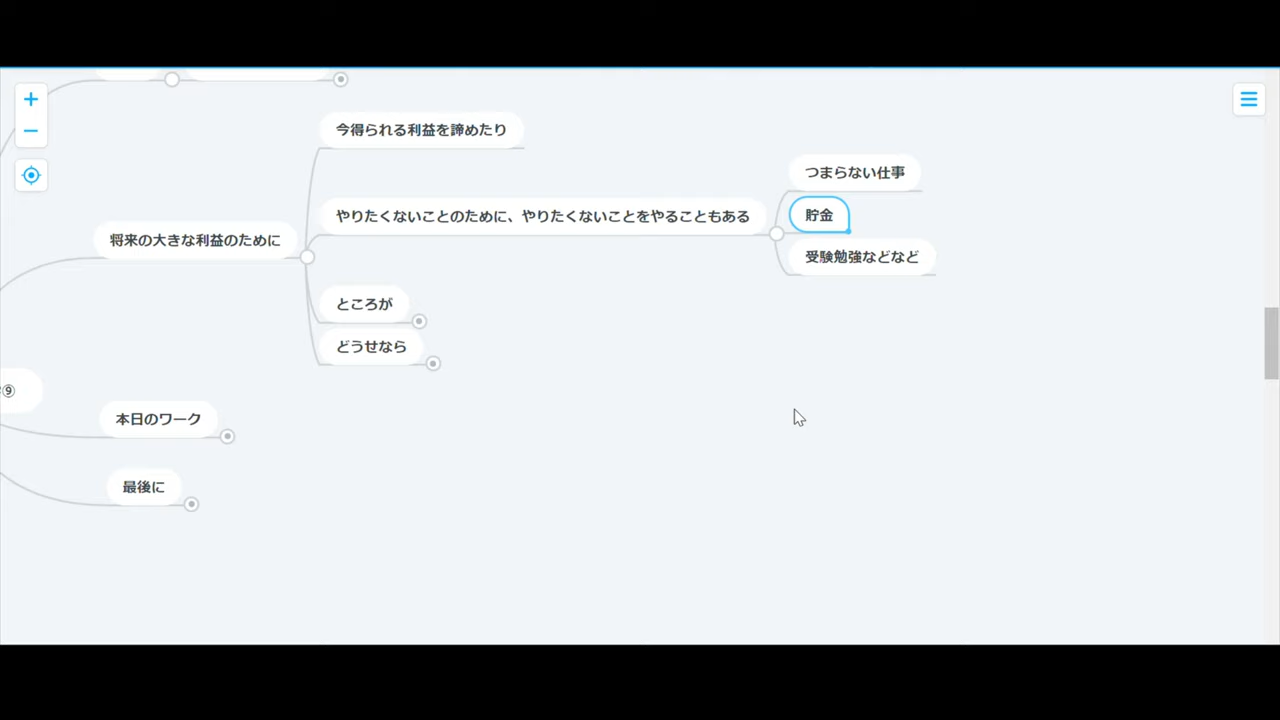 今得られる利益を諦めたり
つまらない仕事
やりたくないことのために、やりたくないことをやることもある
貯金
将来の大きな利益のために
受験勉強などなど
ところが
どうせなら
⑨
本日のワーク
最後に